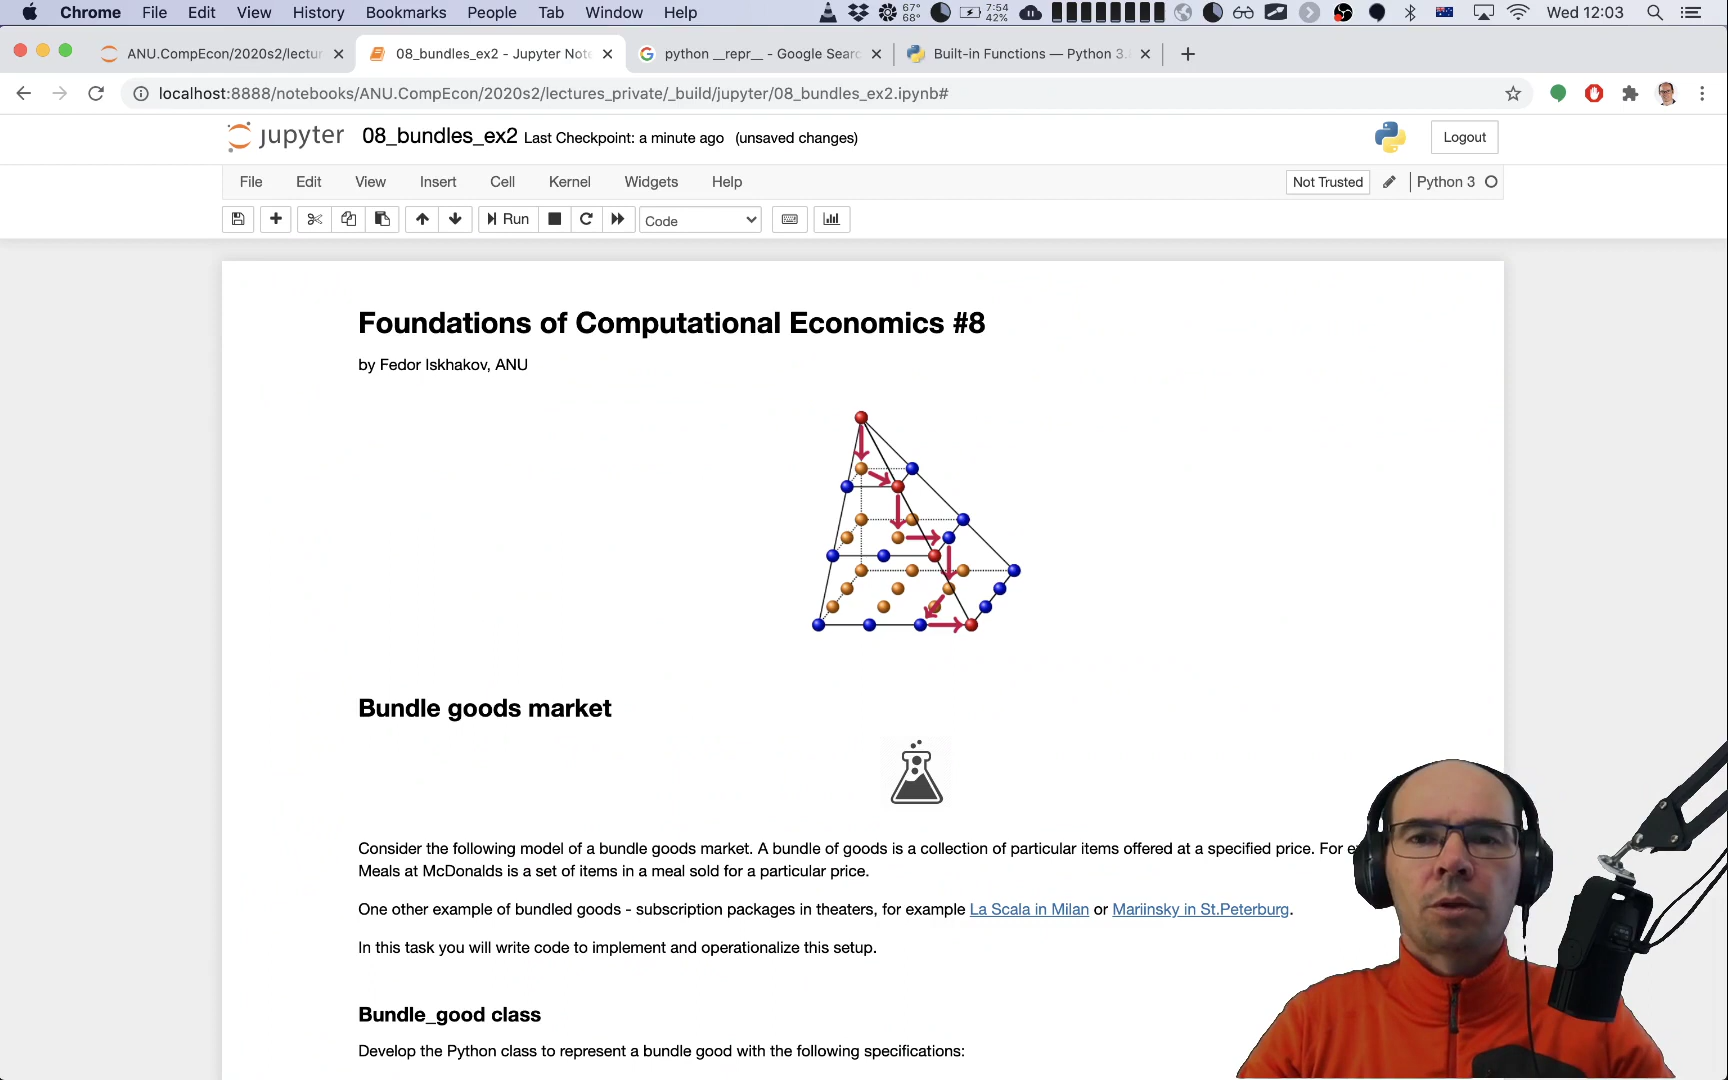 Chrome File Edit View History Bookmarks People Tab Window Help 67° 68° 7:54 42% Wed 12:03
ANU.CompEcon/2020s2/lectur 08_bundles_ex2 - Jupyter Note python __repr__ - Google Searc Built-in Functions — Python 3.
localhost:8888/notebooks/ANU.CompEcon/2020s2/lectures_private/_build/jupyter/08_bundles_ex2.ipynb#
jupyter 08_bundles_ex2 Last Checkpoint: a minute ago (unsaved changes) Logout
File Edit View Insert Cell Kernel Widgets Help Not Trusted Python 3
Run Code
Foundations of Computational Economics #8
by Fedor Iskhakov, ANU
Bundle goods market
Consider the following model of a bundle goods market. A bundle of goods is a collection of particular items offered at a specified price. For
Meals at McDonalds is a set of items in a meal sold for a particular price.
One other example of bundled goods - subscription packages in theaters, for example La Scala in Milan or Mariinsky in St.Peterburg.
In this task you will write code to implement and operationalize this setup.
Bundle_good class
Develop the Python class to represent a bundle good with the following specifications: